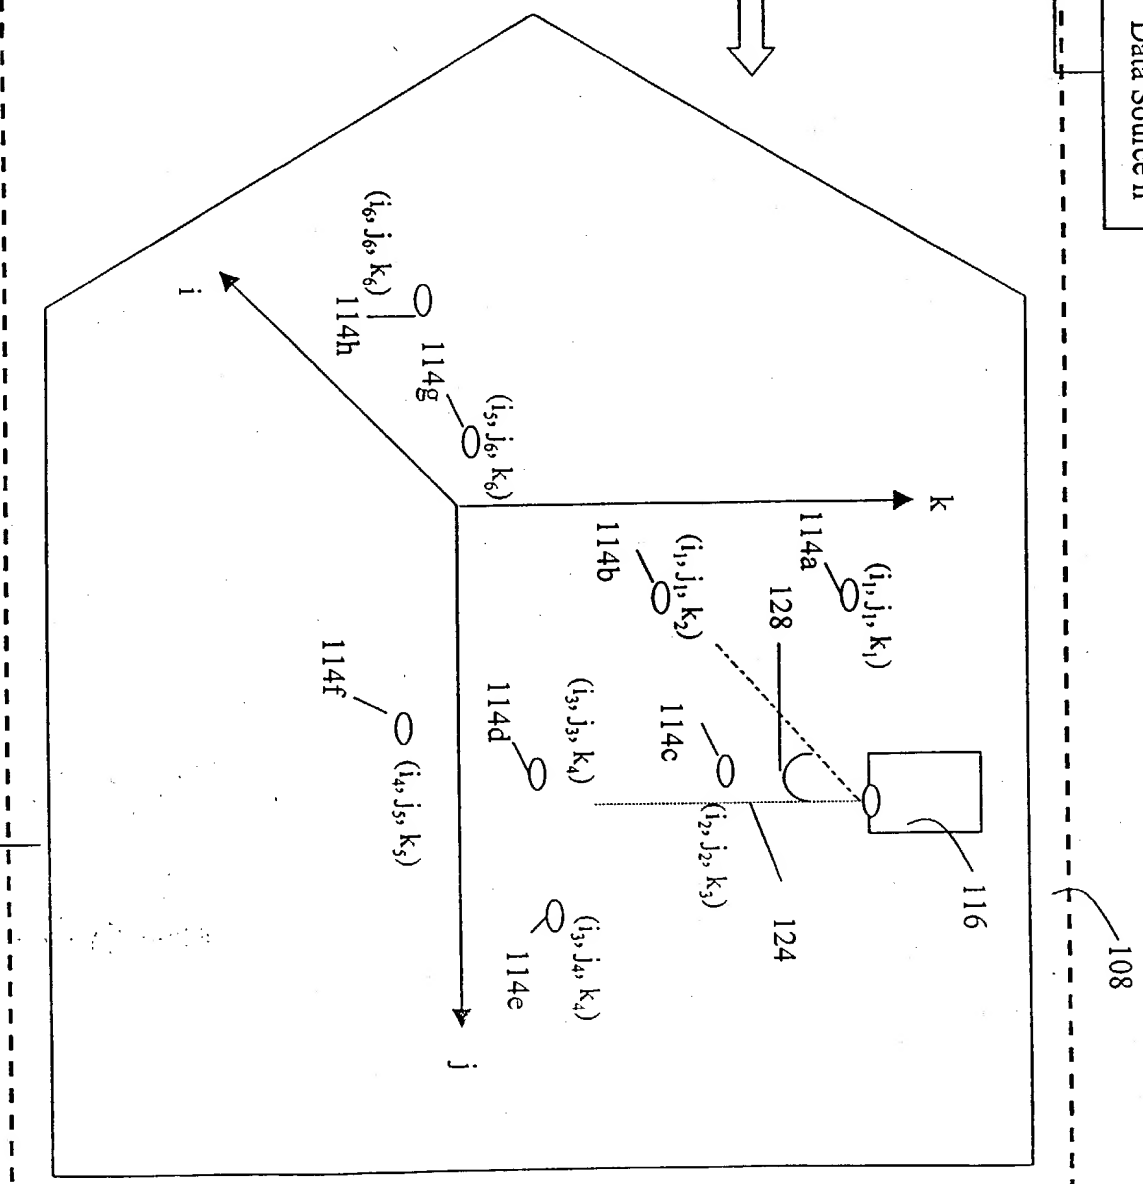 Data Source n
108
116
k
(i₁, j₁, k₁)
114a
128
124
(i₁, j₁, k₂)
114b
114c
(i₂, j₂, k₃)
(i₃, j₃, k₄)
114d
(i₃, j₄, k₄)
114e
j
(i₅, j₆, k₆)
114g
(i₆, j₆, k₆)
114h
114f
(i₄, j₅, k₅)
i